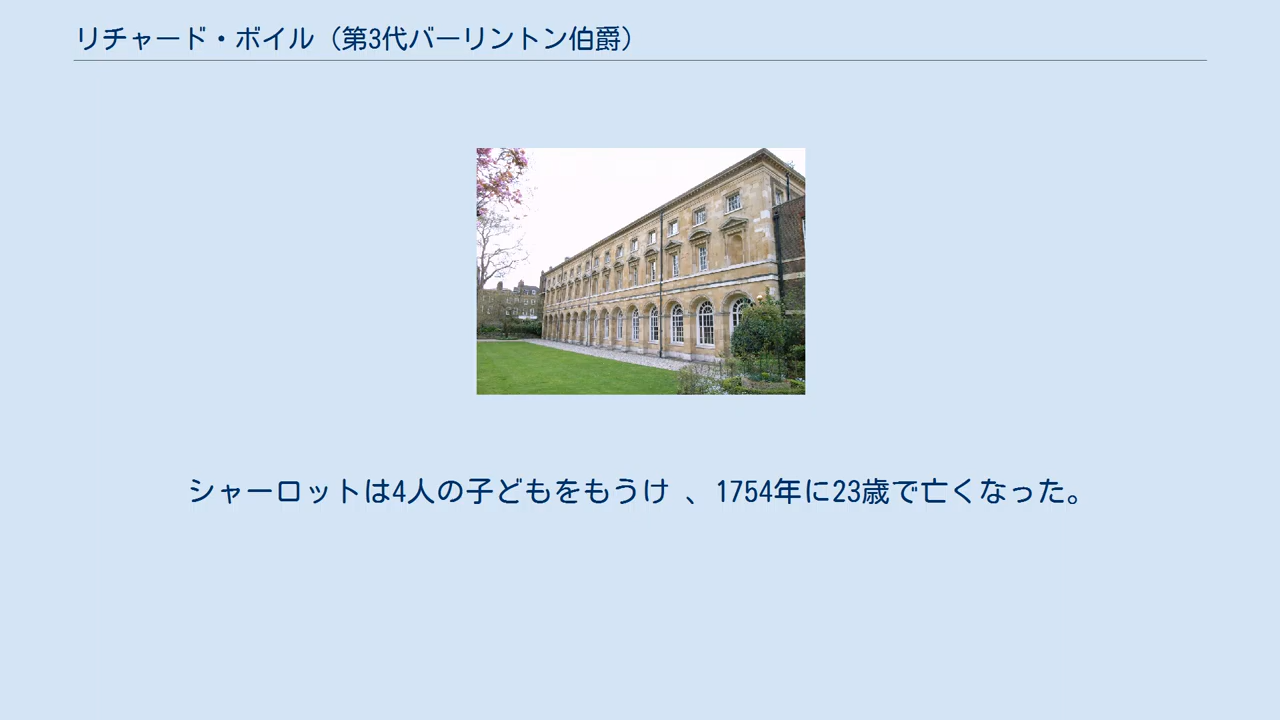 リチャード・ボイル（第3代バーリントン伯爵）
シャーロットは4人の子どもをもうけ 、1754年に23歳で亡くなった。